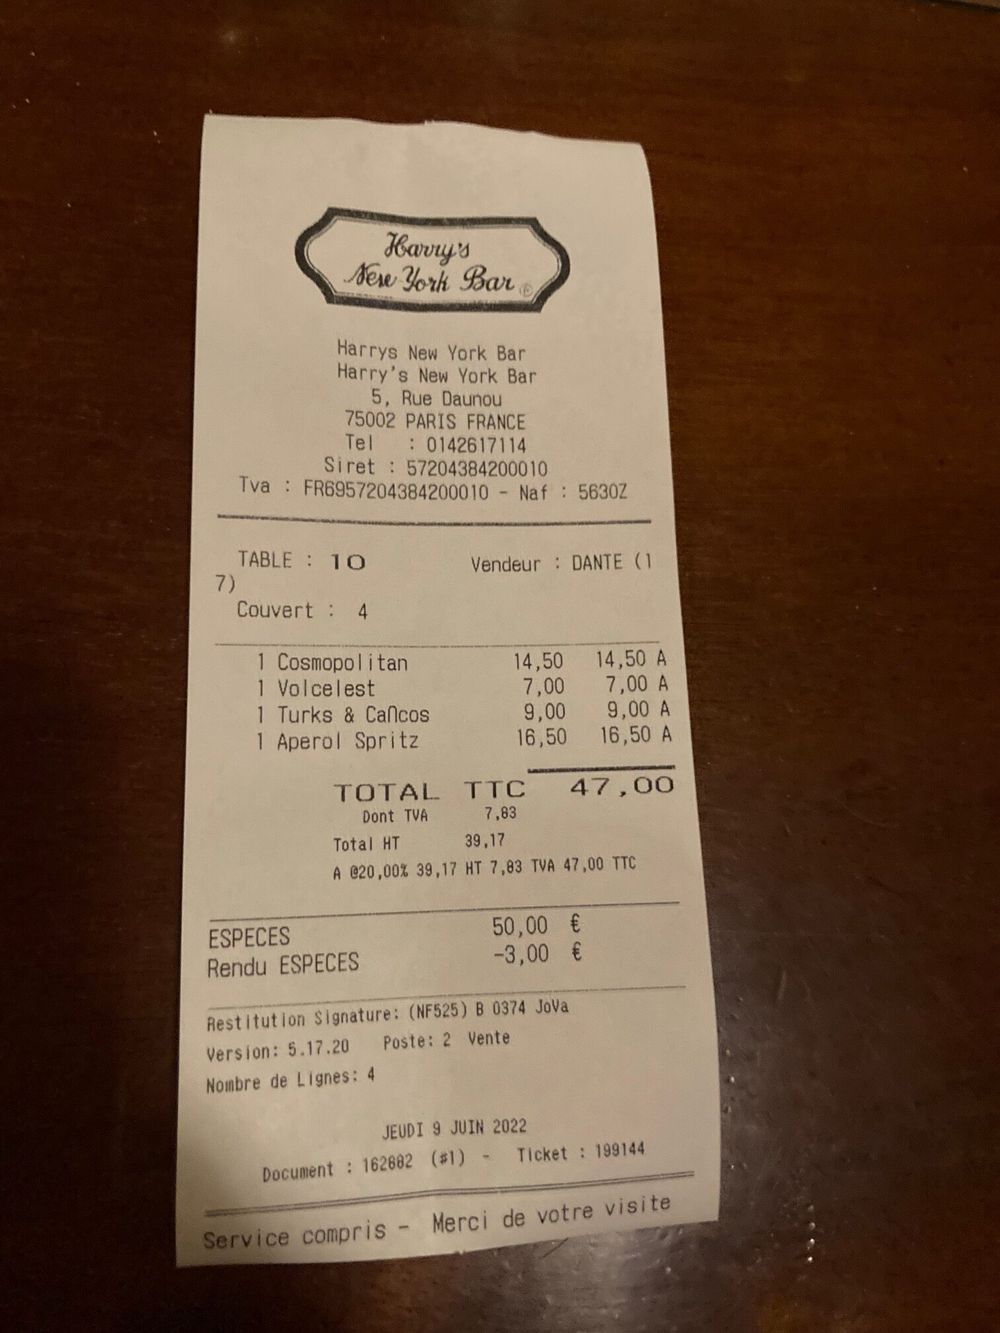 Harry's
New York Bar ®
Harrys New York Bar
Harry's New York Bar
5, Rue Daunou
75002 PARIS FRANCE
Tel : 0142617114
Siret : 57204384200010
Tva : FR6957204384200010 - Naf : 5630Z
TABLE : 10 Vendeur : DANTE (1
7)
Couvert : 4
1 Cosmopolitan 14,50 14,50 A
1 Volcelest 7,00 7,00 A
1 Turks & CaÎcos 9,00 9,00 A
1 Aperol Spritz 16,50 16,50 A
TOTAL TTC 47,00
Dont TVA 7,83
Total HT 39,17
A @20,00% 39,17 HT 7,83 TVA 47,00 TTC
ESPECES 50,00 €
Rendu ESPECES -3,00 €
Restitution Signature: (NF525) B 0374 JoVa
Version: 5.17.20 Poste: 2 Vente
Nombre de Lignes: 4
JEUDI 9 JUIN 2022
Document : 162882 (#1) - Ticket : 199144
Service compris - Merci de votre visite